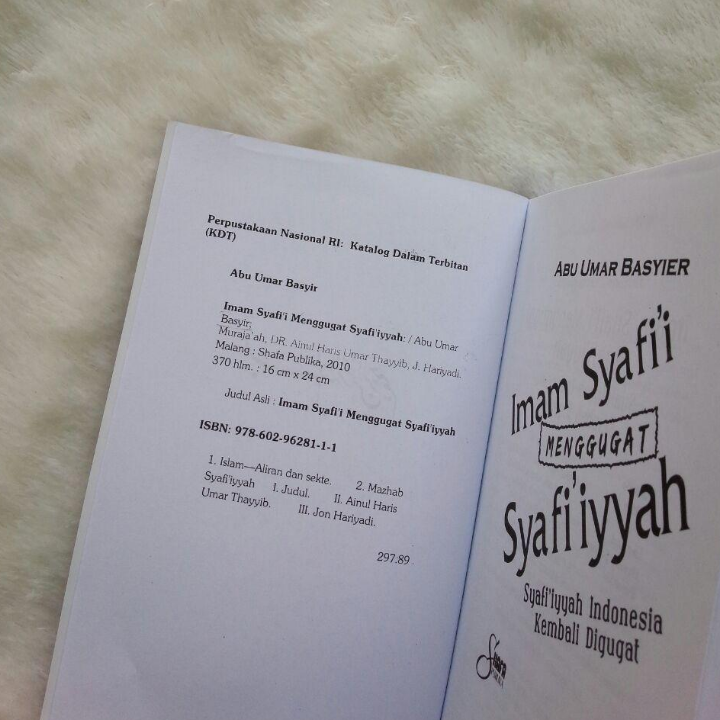 Perpustakaan Nasional RI: Katalog Dalam Terbitan
(KDT)
Abu Umar Basyir
Imam Syafi'i Menggugat Syafi'iyyah: / Abu Umar
Basyir;
Muraja'ah, DR. Ainul Haris Umar Thayyib, J. Hariyadi.
Malang : Shafa Publika, 2010
370 hlm. : 16 cm x 24 cm
Judul Asli : Imam Syafi'i Menggugat Syafi'iyyah
ISBN: 978-602-96281-1-1
1. Islam—Aliran dan sekte. 2. Mazhab
Syafi'iyyah I. Judul. II. Ainul Haris
Umar Thayyib. III. Jon Hariyadi.
297.89
ABU UMAR BASYIER
Imam Syafi'i
MENGGUGAT
Syafi'iyyah
Syafi'iyyah Indonesia
Kembali Digugat